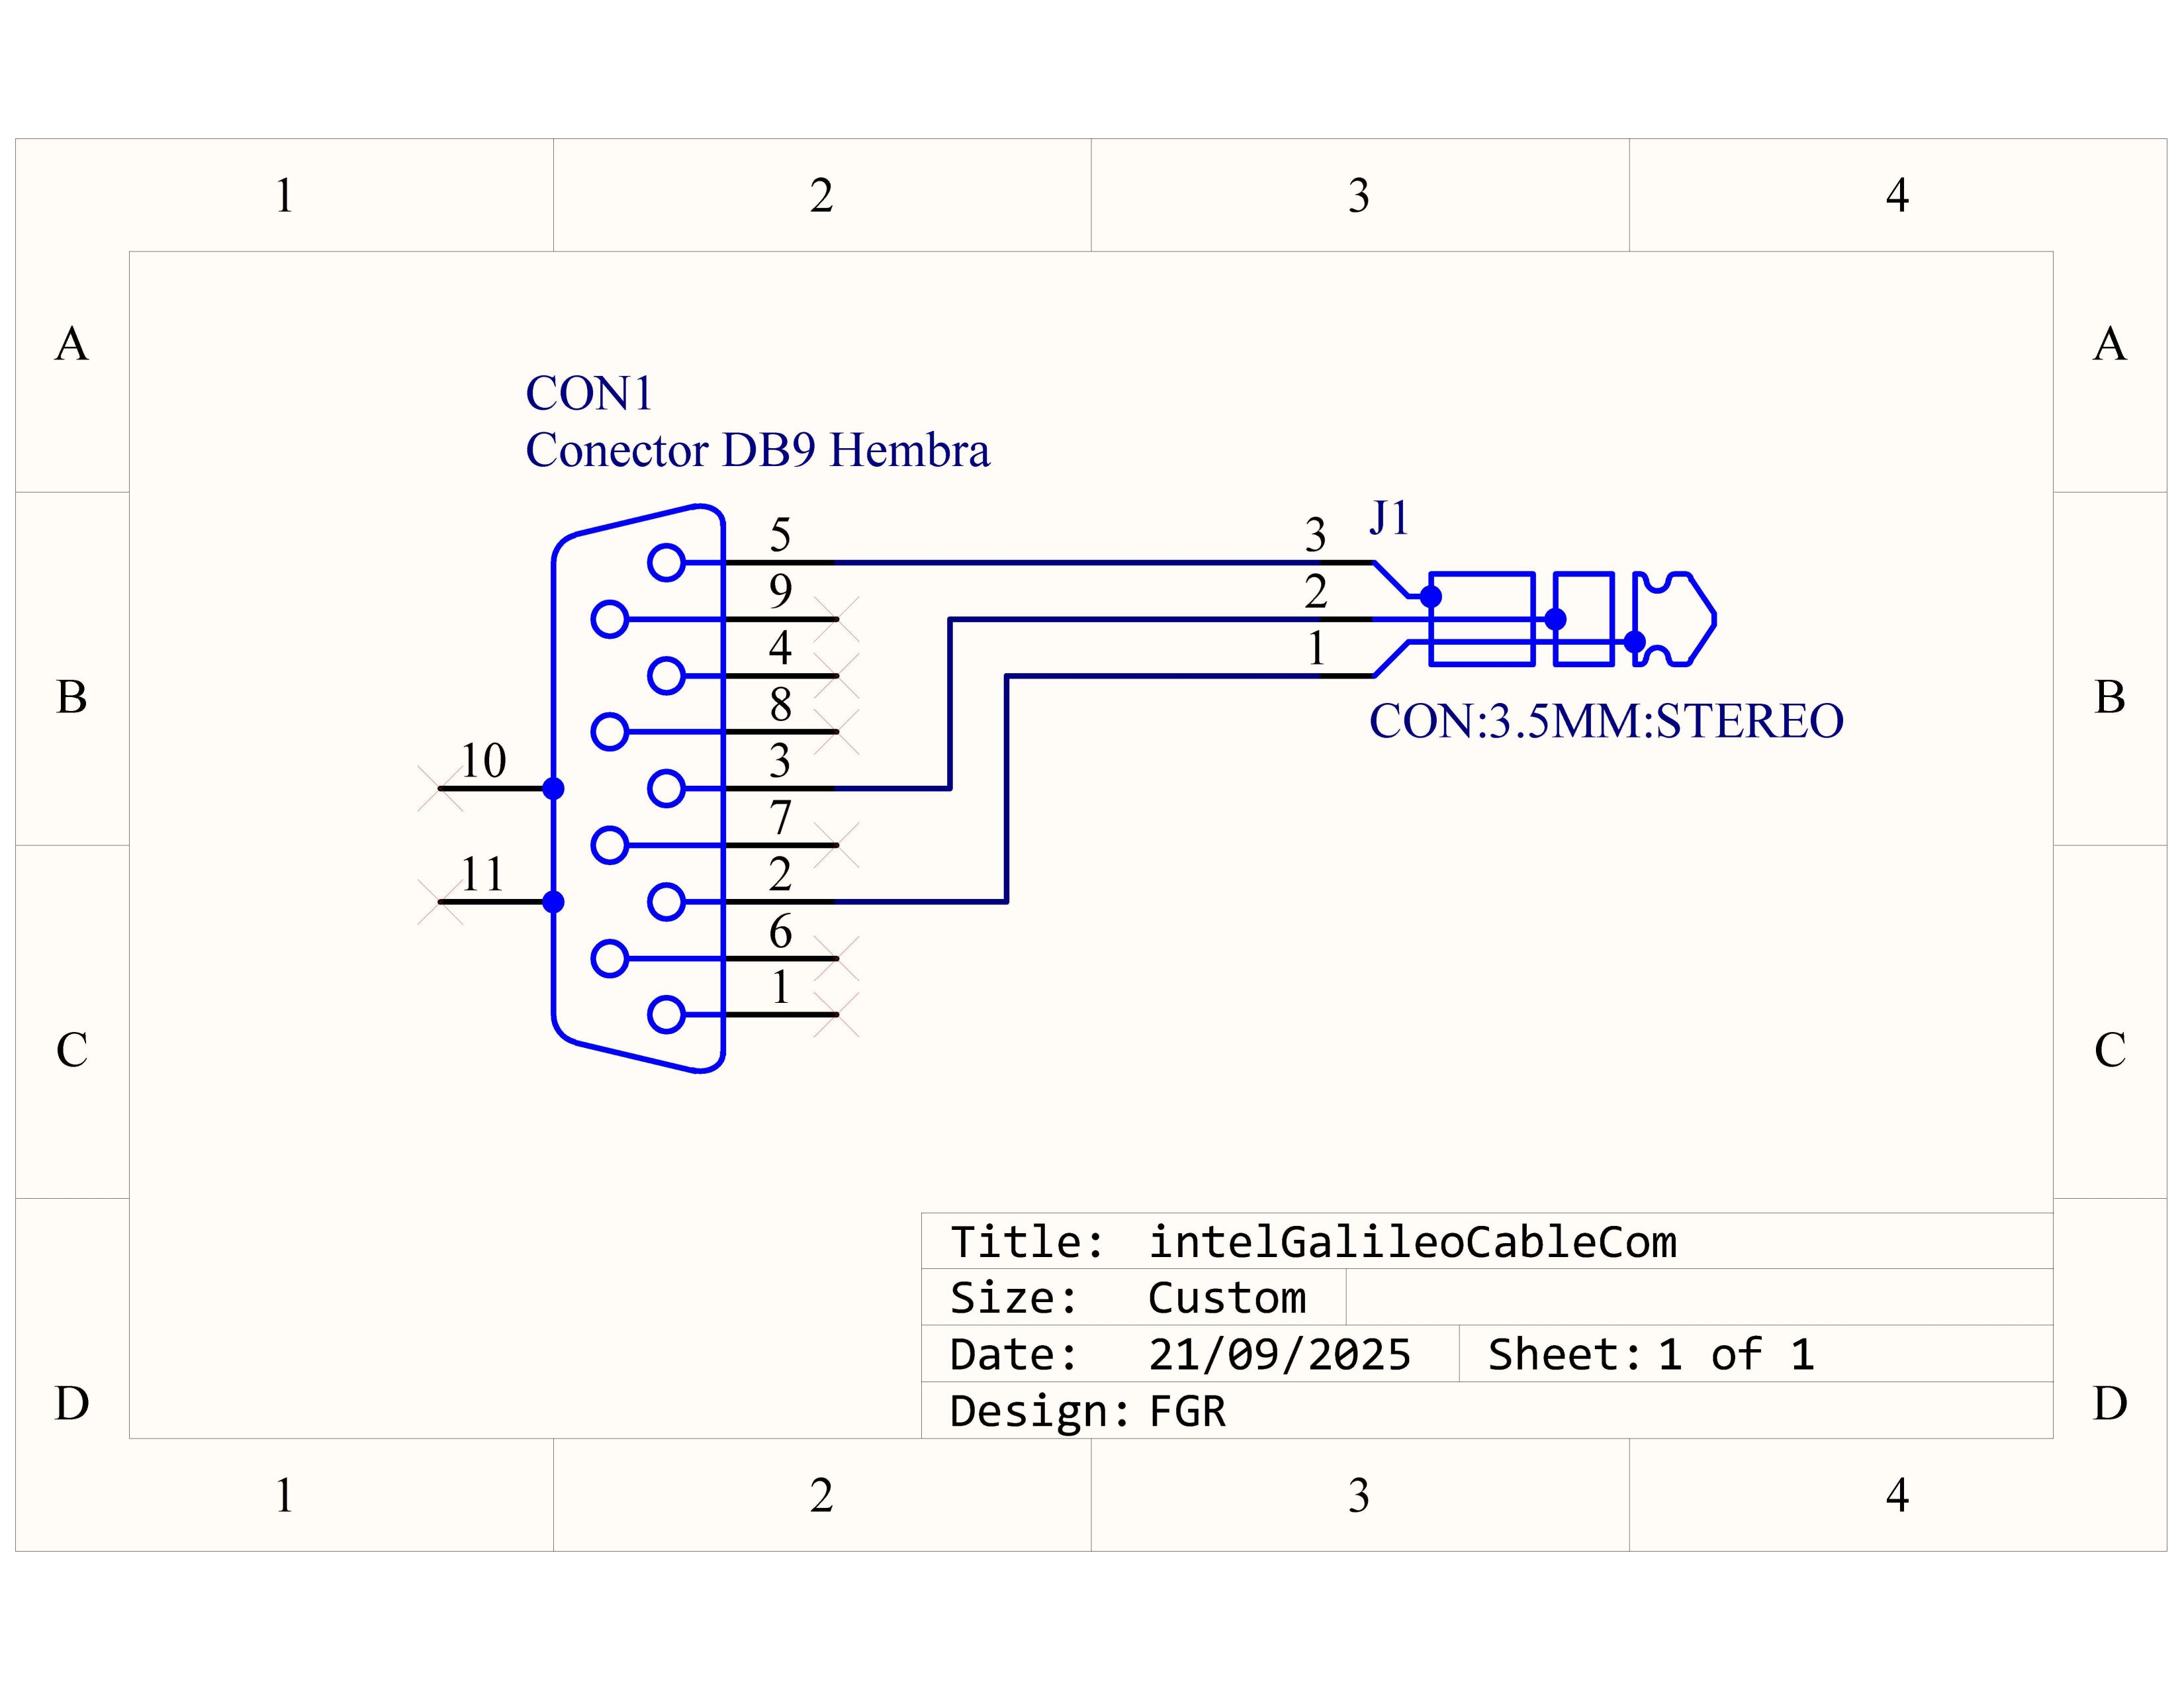 1 2 3 4
A A
CON1
Conector DB9 Hembra
J1
5 3
9 2
4 1
8
CON:3.5MM:STEREO
B B
10 3
7
11 2
6
1
C C
Title: intelGalileoCableCom
Size: Custom
Date: 21/09/2025 Sheet: 1 of 1
Design: FGR
D D
1 2 3 4